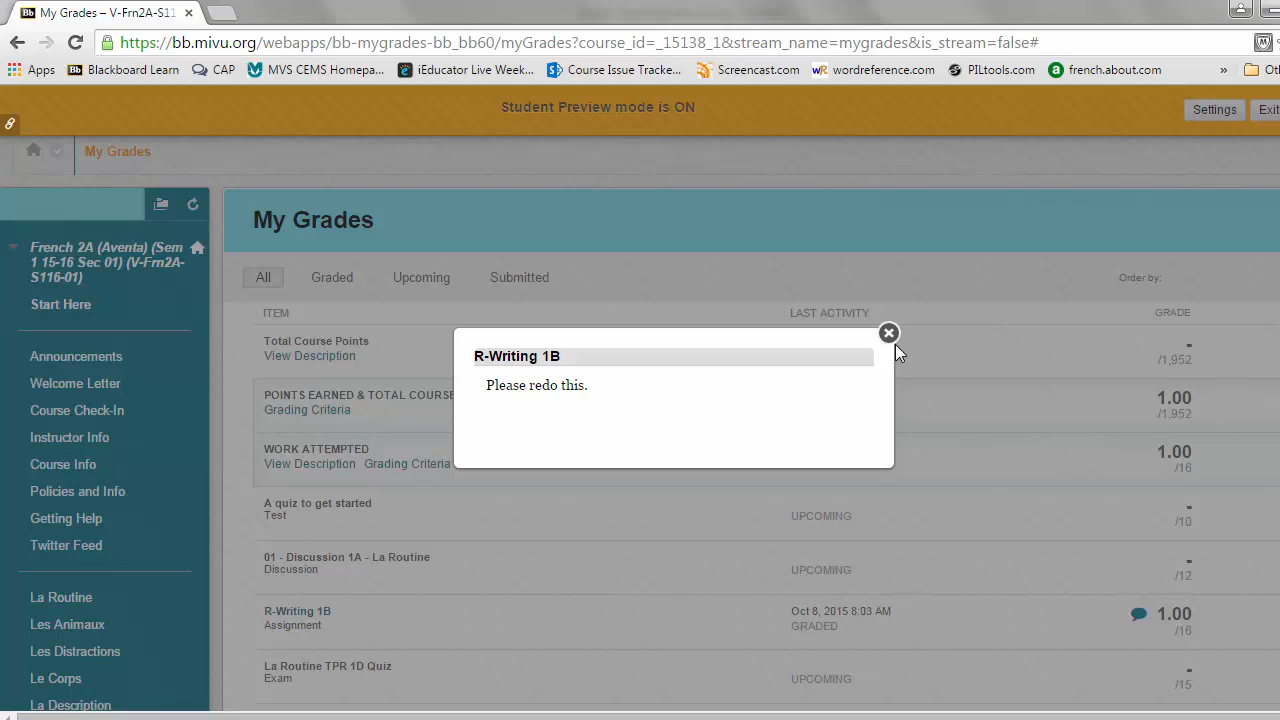 My Grades – V-Frn2A-S11
https://bb.mivu.org/webapps/bb-mygrades-bb_bb60/myGrades?course_id=_15138_1&stream_name=mygrades&is_stream=false#
Apps Blackboard Learn CAP MVS CEMS Homepa... iEducator Live Week... Course Issue Tracke... Screencast.com wordreference.com PILtools.com french.about.com » Oth
Student Preview mode is ON
Settings Exit
My Grades
French 2A (Aventa) (Sem
1 15-16 Sec 01) (V-Frn2A-
S116-01)
Start Here
Announcements
Welcome Letter
Course Check-In
Instructor Info
Course Info
Policies and Info
Getting Help
Twitter Feed
La Routine
Les Animaux
Les Distractions
Le Corps
La Description
My Grades
All Graded Upcoming Submitted Order by:
ITEM LAST ACTIVITY GRADE
Total Course Points -
View Description /1,952
POINTS EARNED & TOTAL COURSE 1.00
Grading Criteria /1,952
WORK ATTEMPTED 1.00
View Description Grading Criteria /16
A quiz to get started -
Test UPCOMING /10
01 - Discussion 1A - La Routine -
Discussion UPCOMING /12
R-Writing 1B Oct 8, 2015 8:03 AM 1.00
Assignment GRADED /16
La Routine TPR 1D Quiz -
Exam UPCOMING /15
R-Writing 1B
Please redo this.